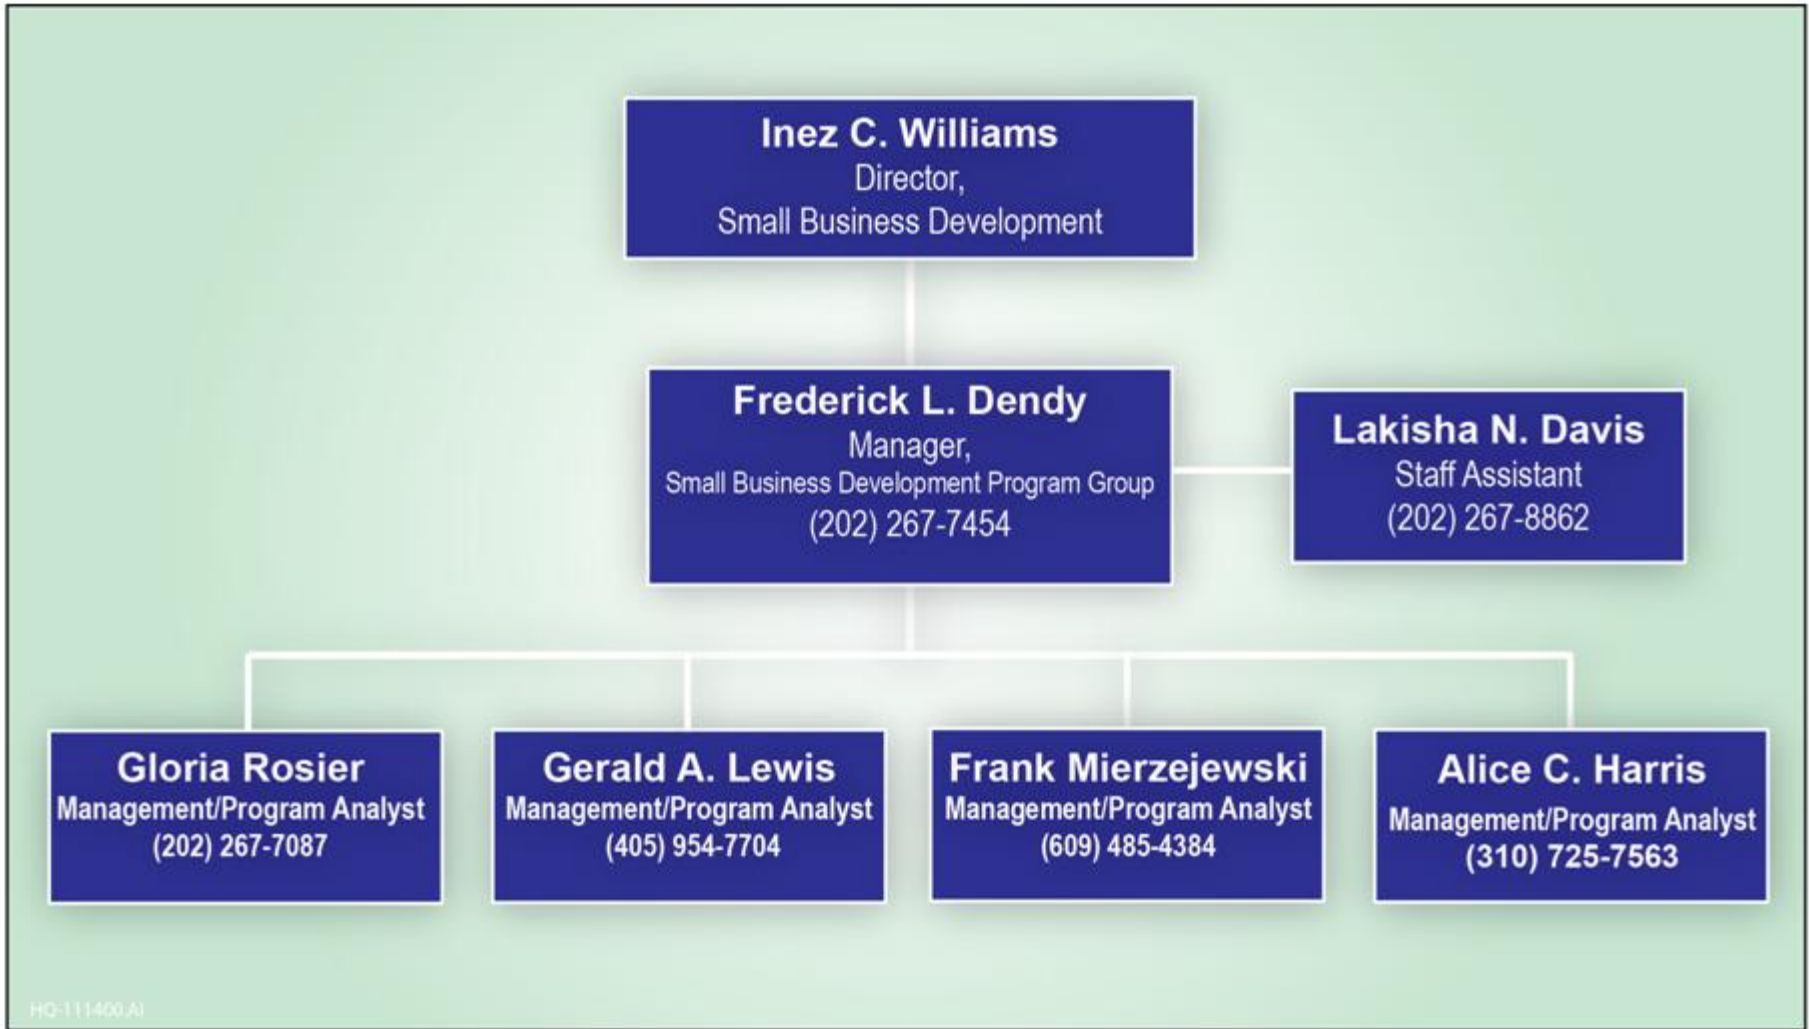 Inez C. Williams
Director,
Small Business Development
Frederick L. Dendy
Manager,
Small Business Development Program Group
(202) 267-7454
Lakisha N. Davis
Staff Assistant
(202) 267-8862
Gloria Rosier
Management/Program Analyst
(202) 267-7087
Gerald A. Lewis
Management/Program Analyst
(405) 954-7704
Frank Mierzejewski
Management/Program Analyst
(609) 485-4384
Alice C. Harris
Management/Program Analyst
(310) 725-7563
HQ-111400.AI